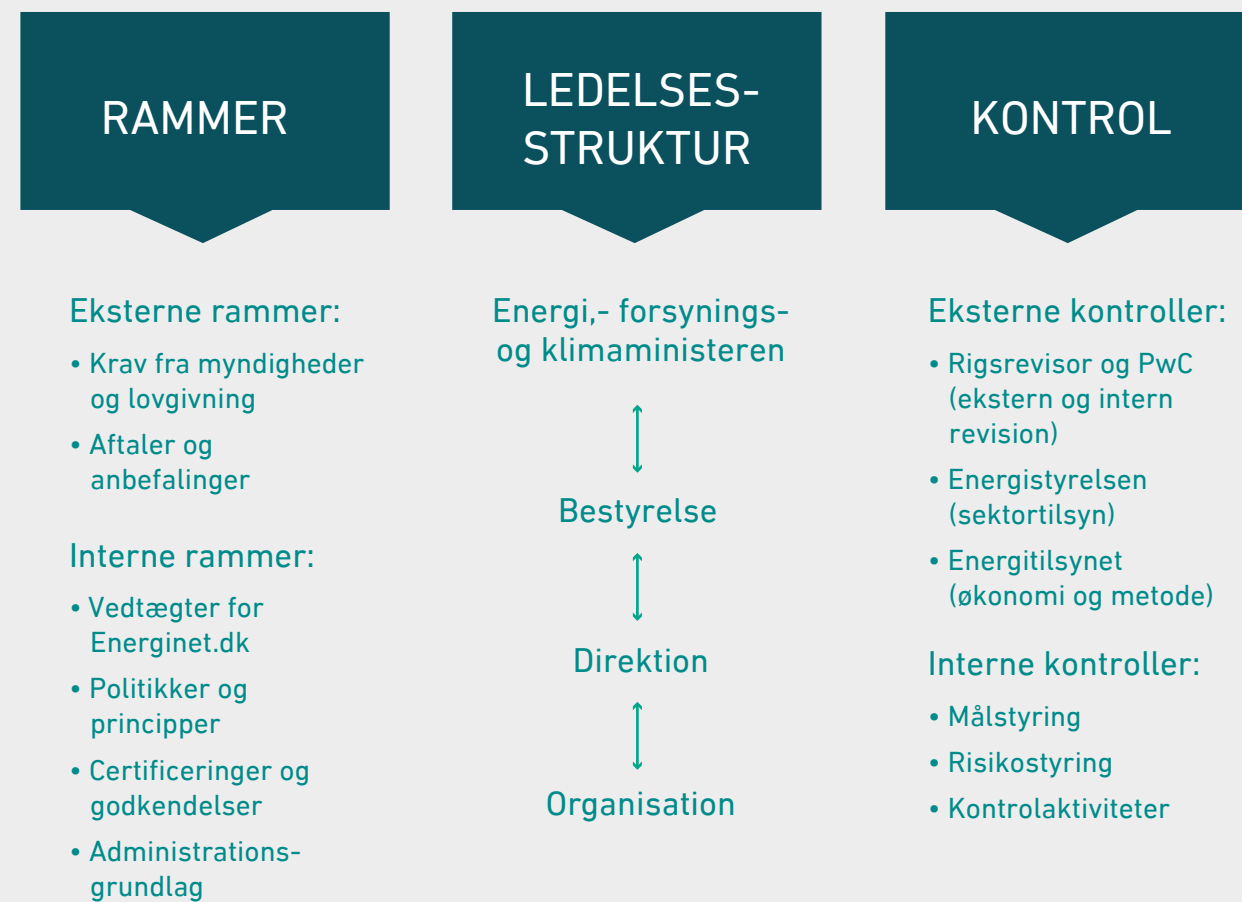 RAMMER
Eksterne rammer:
• Krav fra myndigheder
og lovgivning
• Aftaler og
anbefalinger
Interne rammer:
• Vedtægter for
Energinet.dk
• Politikker og
principper
• Certificeringer og
godkendelser
• Administrations-
grundlag
LEDELSES-
STRUKTUR
Energi,- forsynings-
og klimaministeren
Bestyrelse
Direktion
Organisation
KONTROL
Eksterne kontroller:
• Rigsrevisor og PwC
(ekstern og intern
revision)
• Energistyrelsen
(sektortilsyn)
• Energitilsynet
(økonomi og metode)
Interne kontroller:
• Målstyring
• Risikostyring
• Kontrolaktiviteter